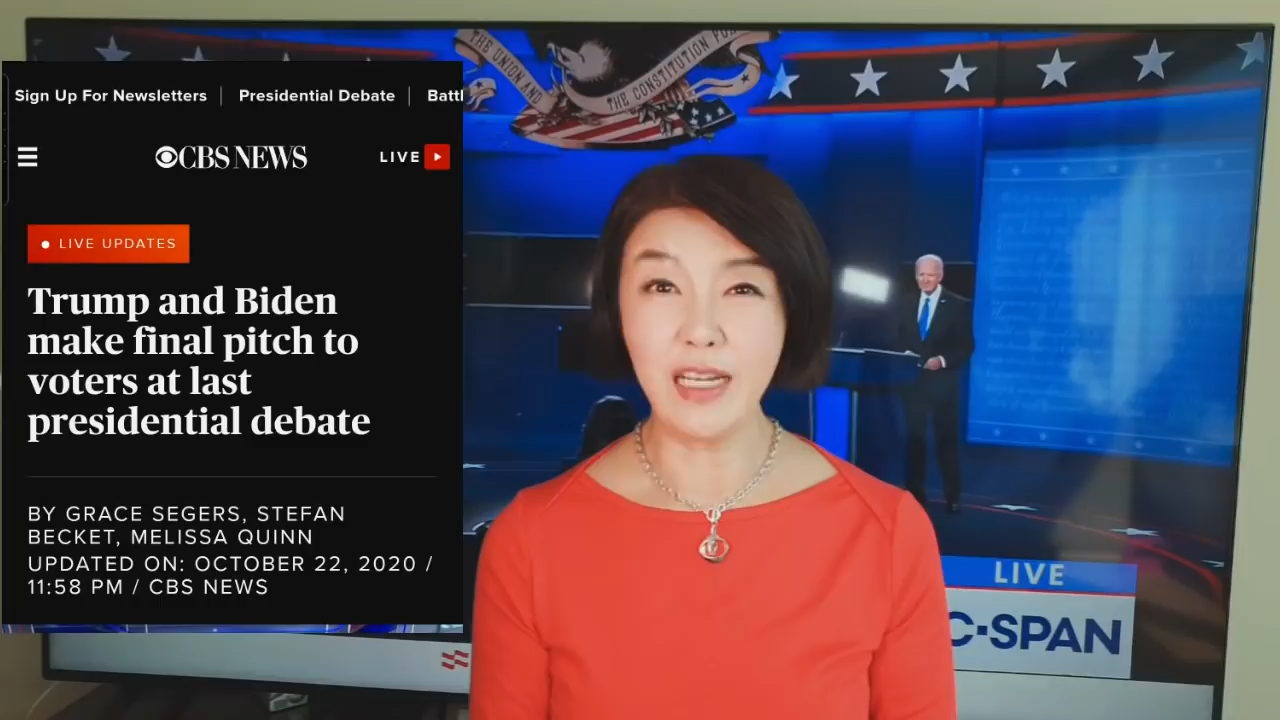 THE UNION AND
THE CONSTITUTION FOR
Sign Up For Newsletters | Presidential Debate |
CBS NEWS
LIVE
LIVE UPDATES
Trump and Biden
make final pitch to
voters at last
presidential debate
BY GRACE SEGERS, STEFAN
BECKET, MELISSA QUINN
UPDATED ON: OCTOBER 22, 2020 /
11:58 PM / CBS NEWS
LIVE
C-SPAN